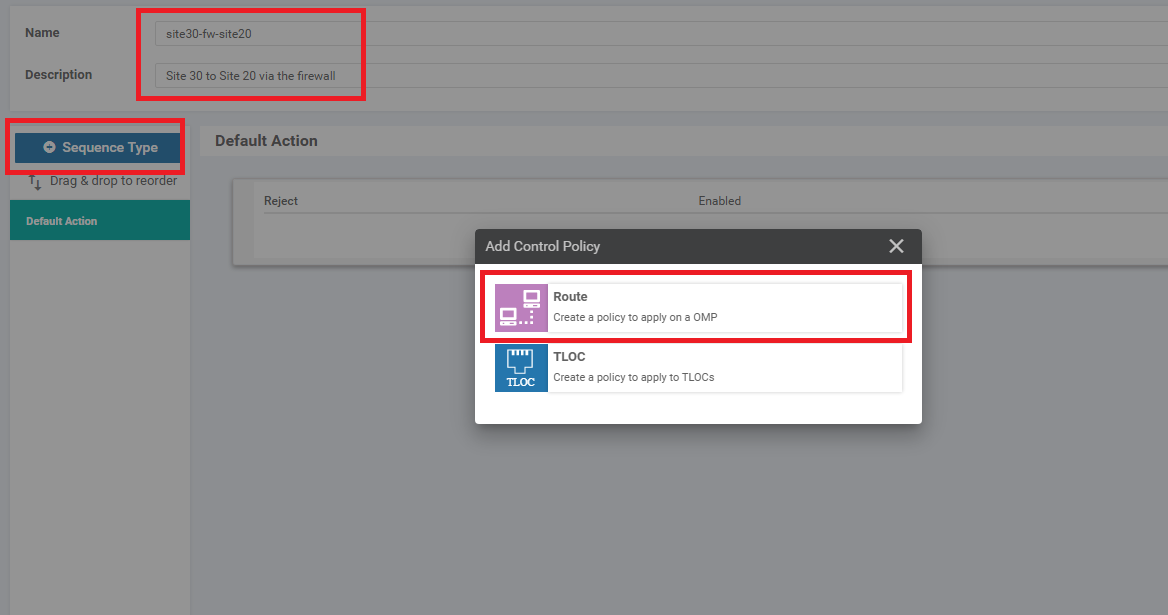 Name
site30-fw-site20
Description
Site 30 to Site 20 via the firewall
Sequence Type
Drag & drop to reorder
Default Action
Default Action
Reject
Enabled
Add Control Policy
Route
Create a policy to apply on a OMP
TLOC
TLOC
Create a policy to apply to TLOCs